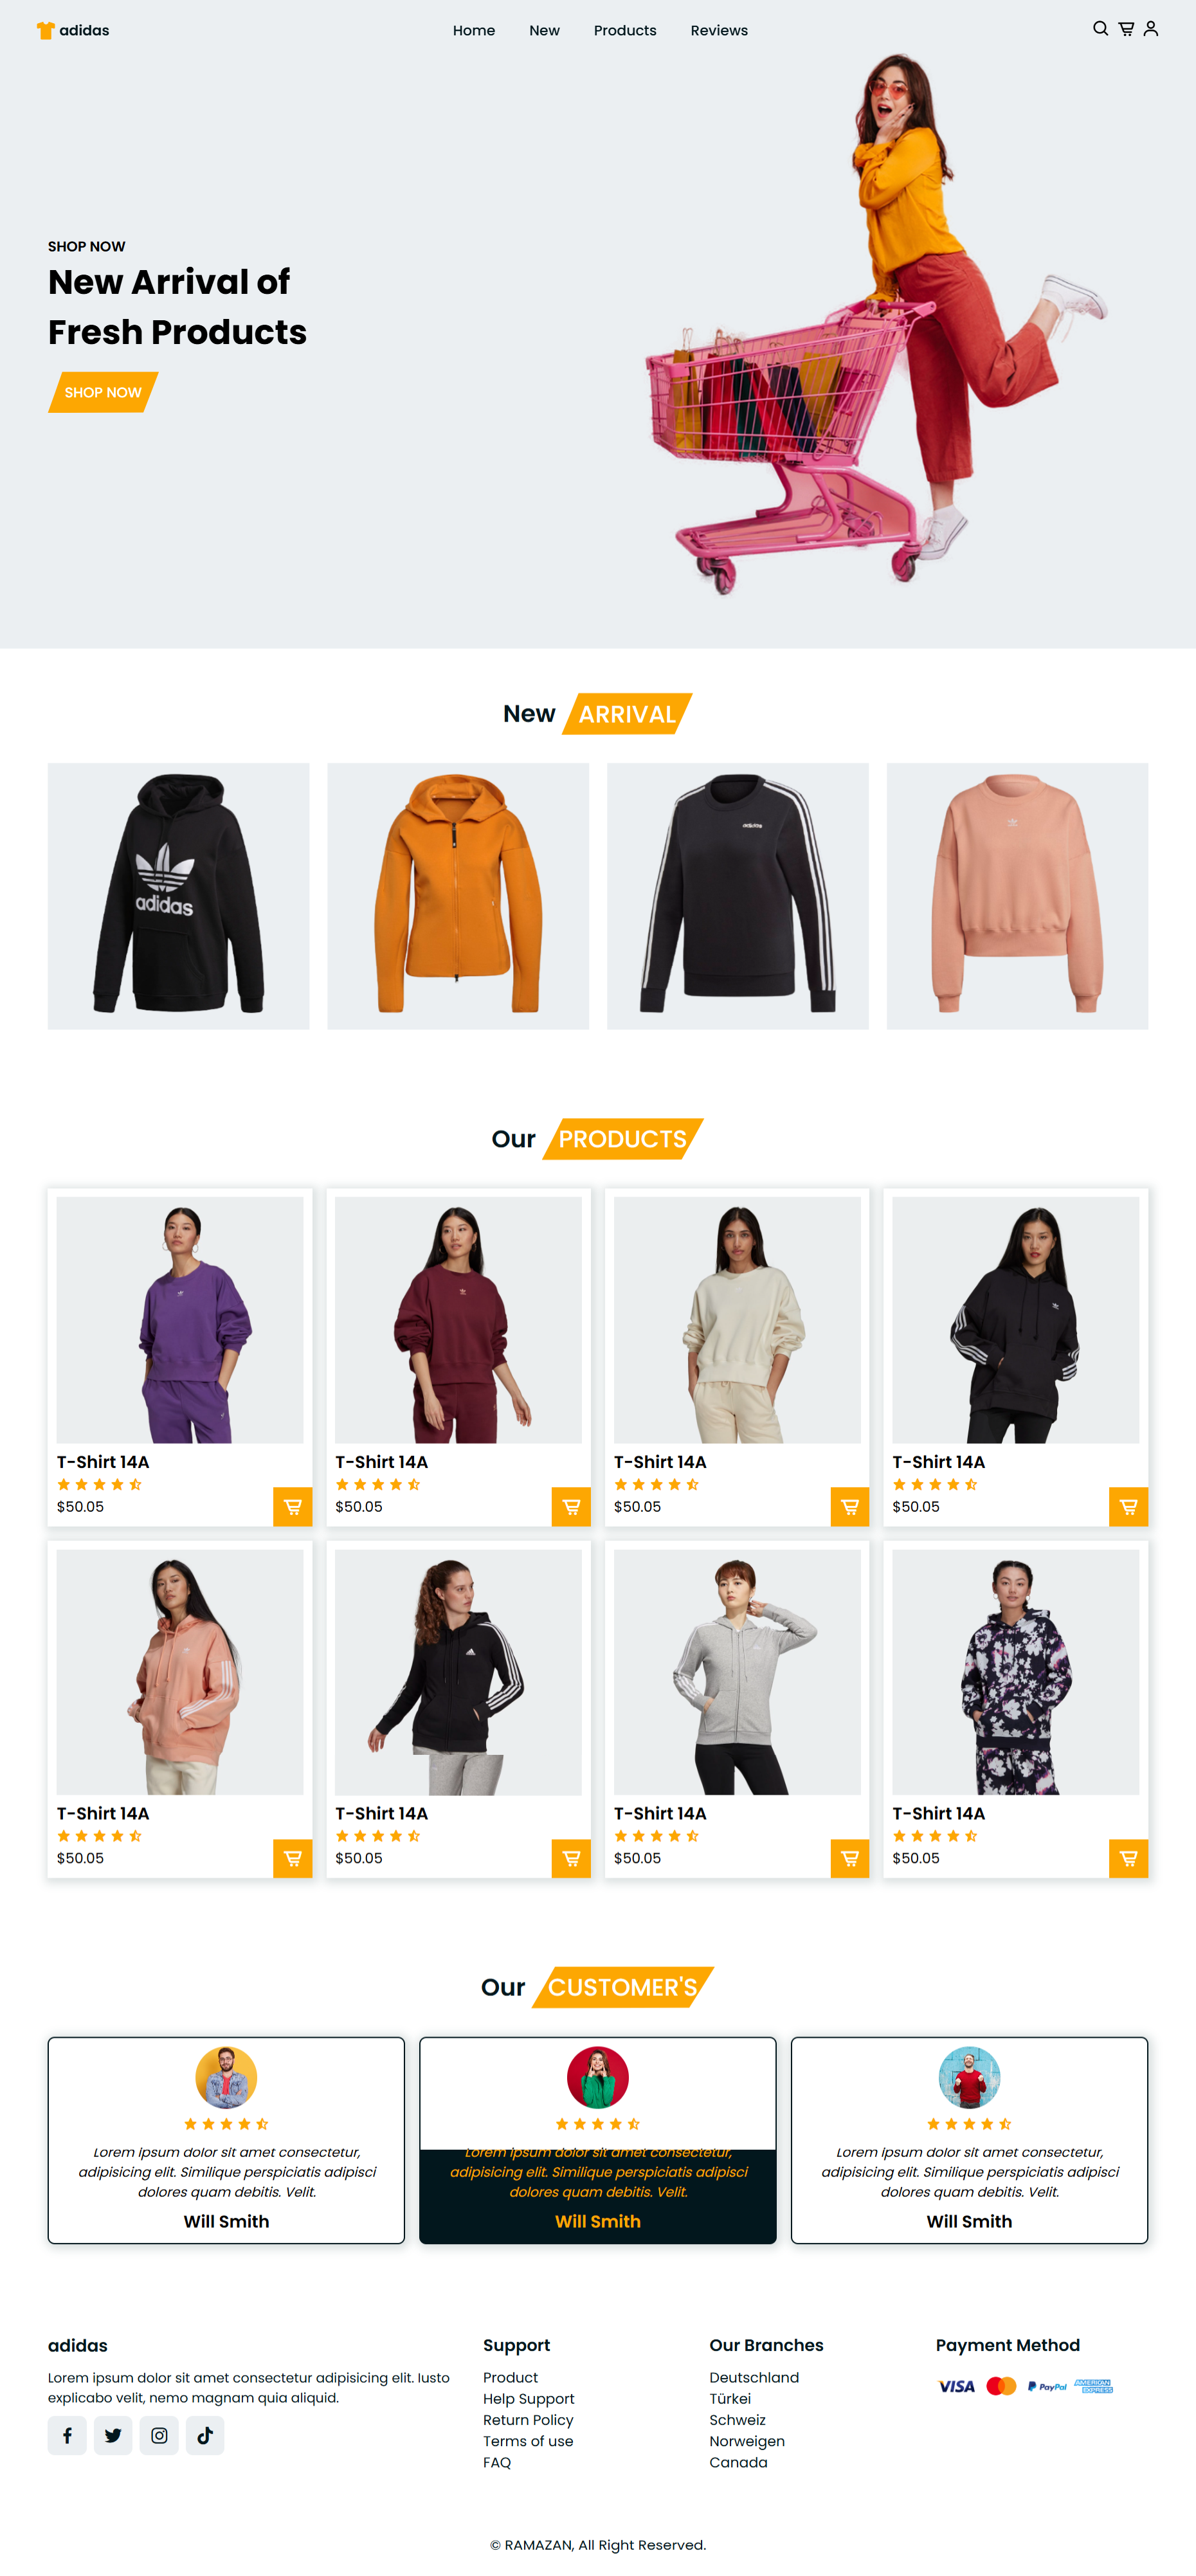 adidas
Home New Products Reviews
SHOP NOW
New Arrival of
Fresh Products
SHOP NOW
New ARRIVAL
adidas
adidas
Our PRODUCTS
T-Shirt 14A
$50.05
T-Shirt 14A
$50.05
T-Shirt 14A
$50.05
T-Shirt 14A
$50.05
T-Shirt 14A
$50.05
T-Shirt 14A
$50.05
T-Shirt 14A
$50.05
T-Shirt 14A
$50.05
Our CUSTOMER'S
Lorem ipsum dolor sit amet consectetur,
adipisicing elit. Similique perspiciatis adipisci
dolores quam debitis. Velit.
Will Smith
Lorem ipsum dolor sit amet consectetur,
adipisicing elit. Similique perspiciatis adipisci
dolores quam debitis. Velit.
Will Smith
Lorem ipsum dolor sit amet consectetur,
adipisicing elit. Similique perspiciatis adipisci
dolores quam debitis. Velit.
Will Smith
adidas
Lorem ipsum dolor sit amet consectetur adipisicing elit. Iusto
explicabo velit, nemo magnam quia aliquid.
Support
Product
Help Support
Return Policy
Terms of use
FAQ
Our Branches
Deutschland
Türkei
Schweiz
Norweigen
Canada
Payment Method
VISA PayPal AMERICAN EXPRESS
© RAMAZAN, All Right Reserved.